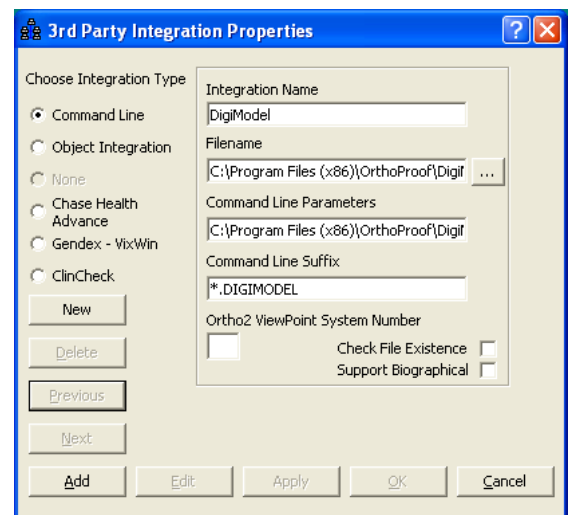 3rd Party Integration Properties
Choose Integration Type
Command Line
Object Integration
None
Chase Health
Advance
Gendex - VixWin
ClinCheck
New
Delete
Previous
Next
Integration Name
DigiModel
Filename
C:\Program Files (x86)\OrthoProof\Digif
...
Command Line Parameters
C:\Program Files (x86)\OrthoProof\Digif
Command Line Suffix
*.DIGIMODEL
Ortho2 ViewPoint System Number
Check File Existence
Support Biographical
Add
Edit
Apply
OK
Cancel